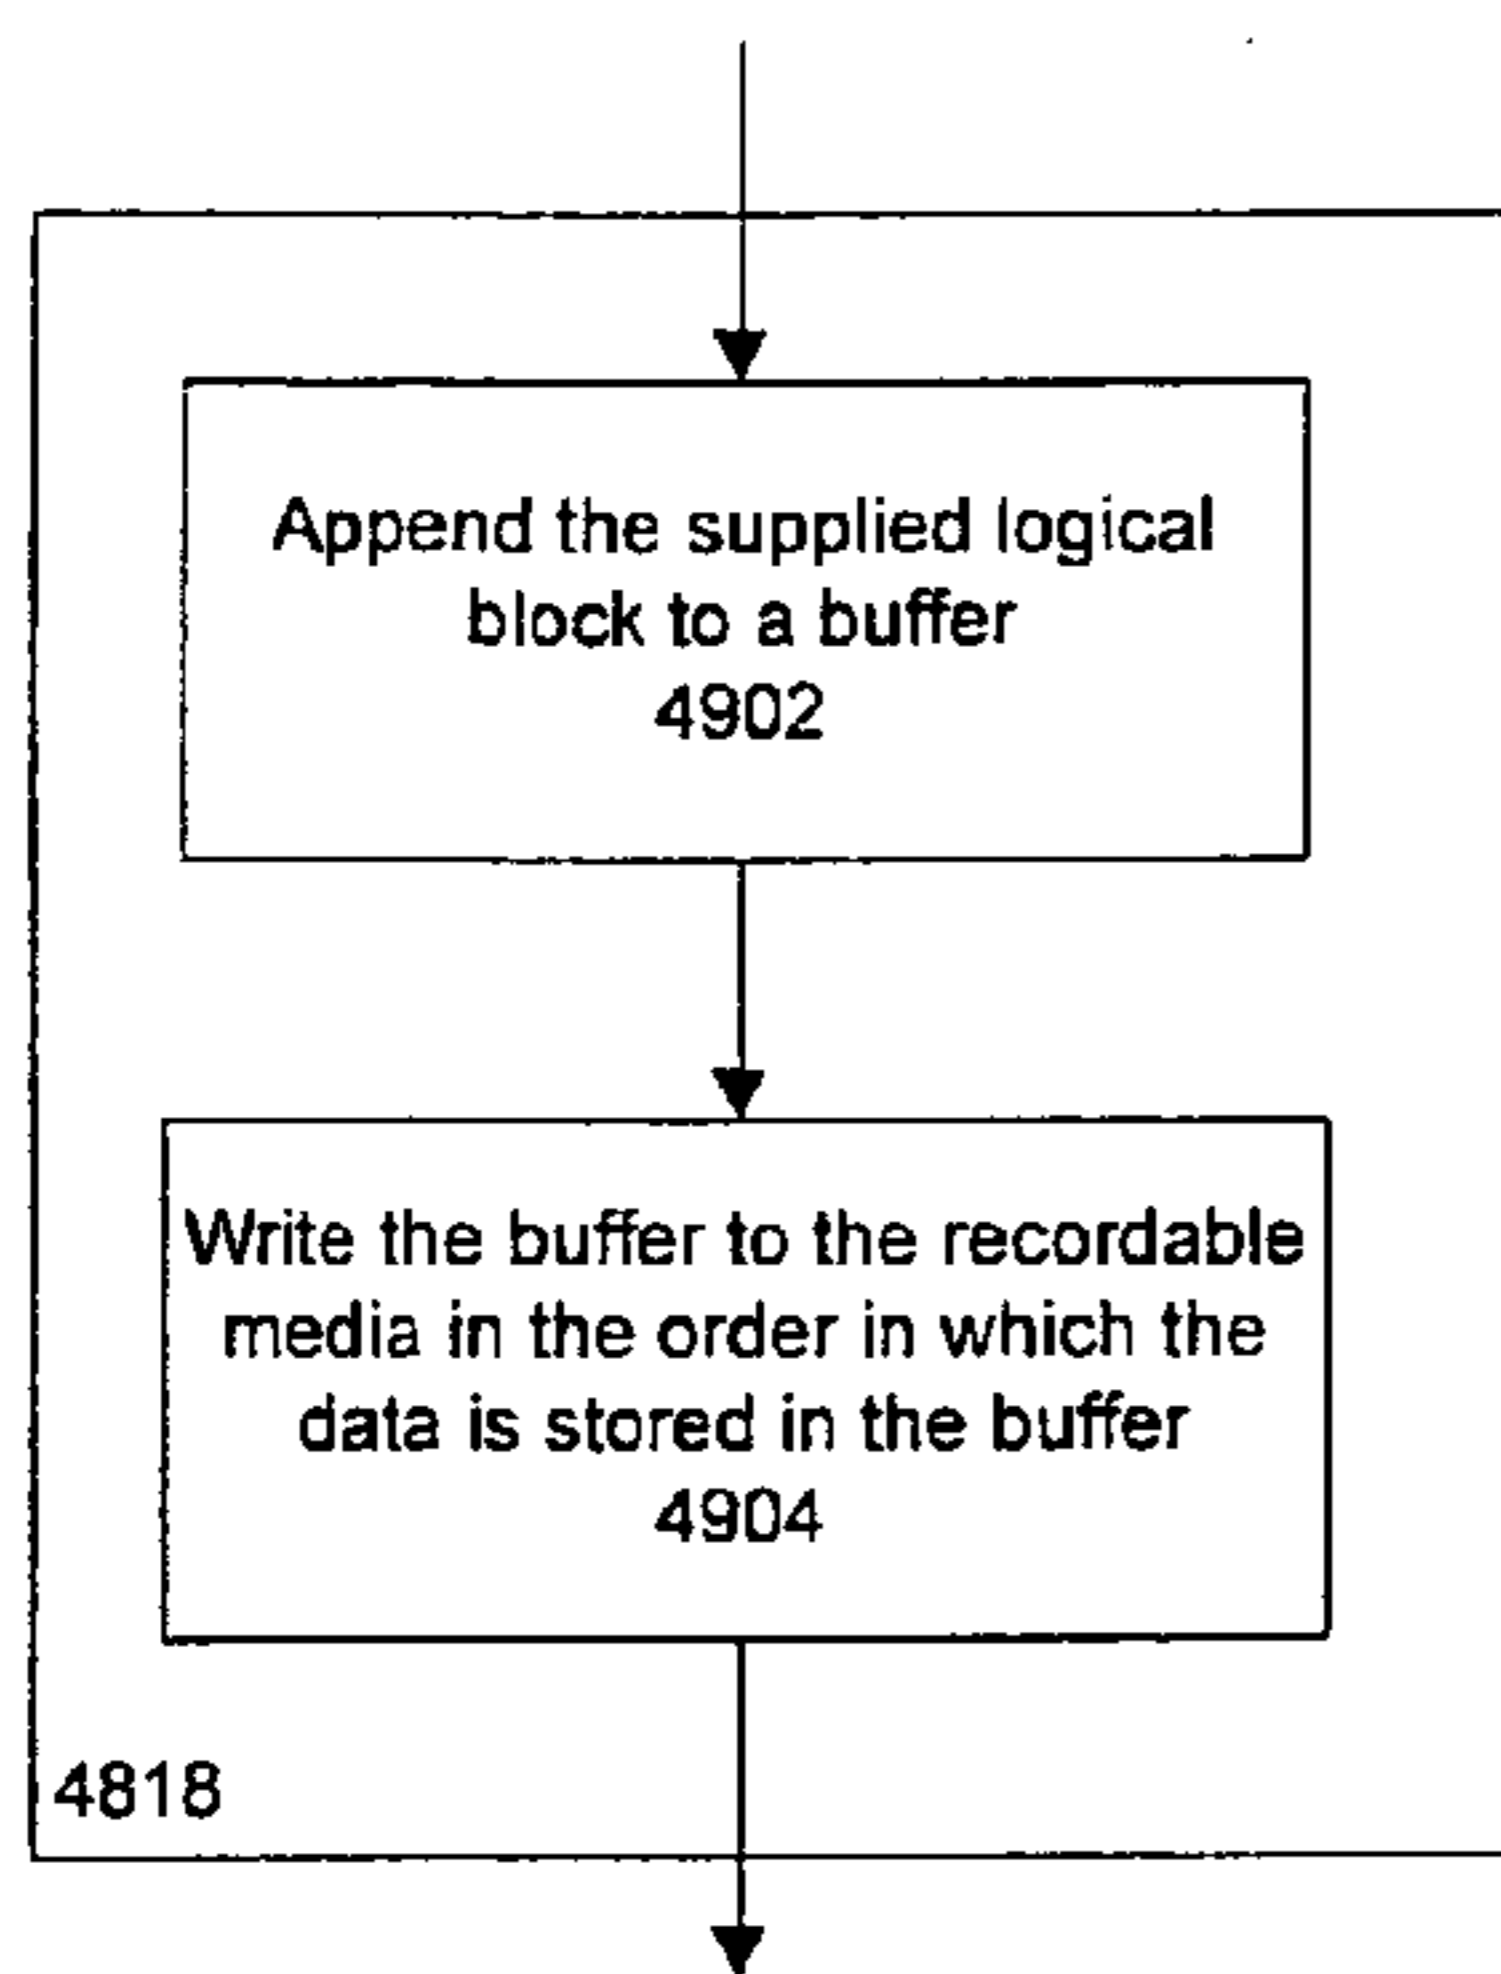 Append the supplied logical
block to a buffer
4902
Write the buffer to the recordable
media in the order in which the
data is stored in the buffer
4904
4818